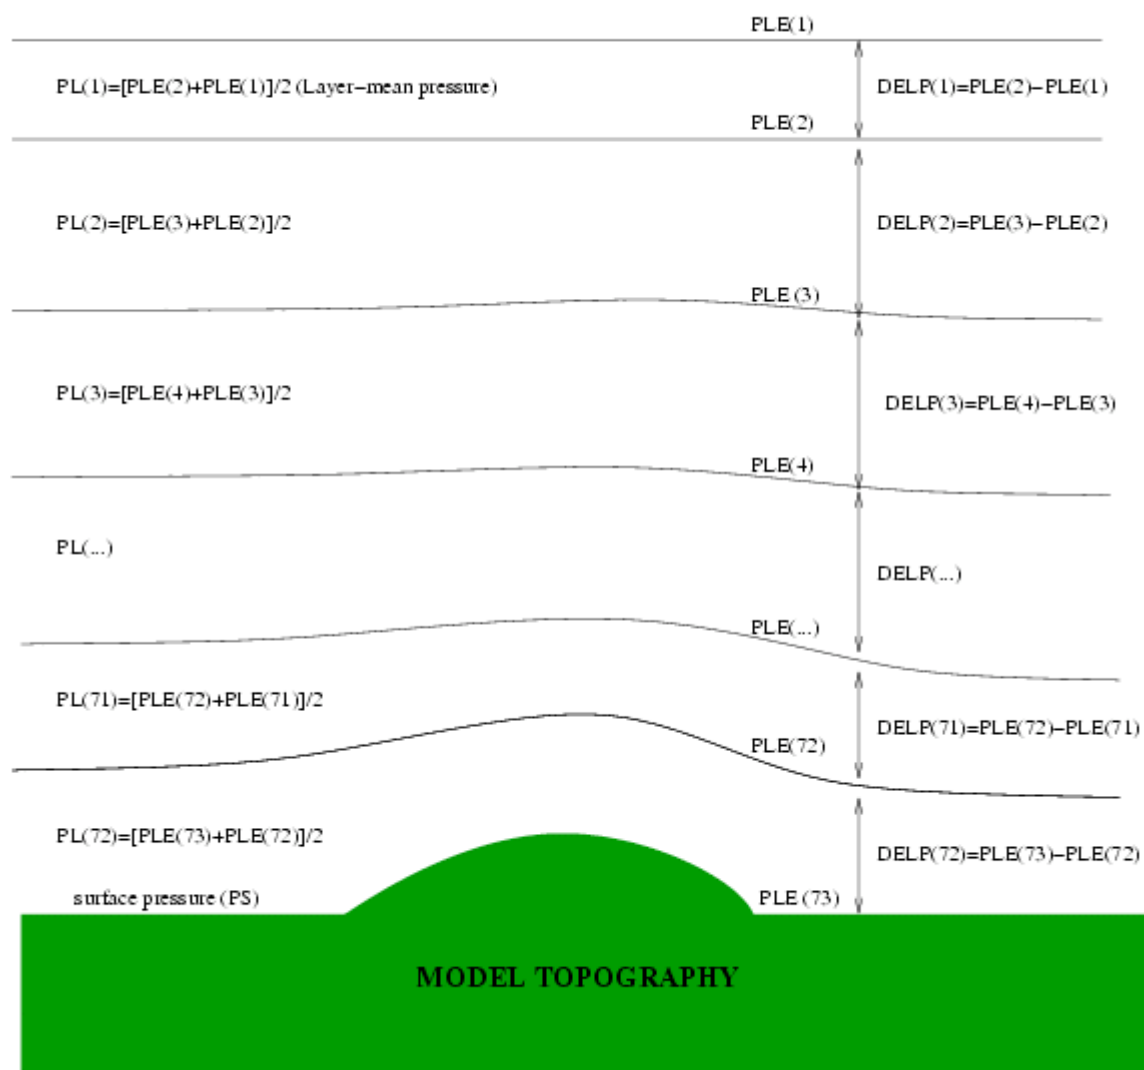 PLE(1)
PL(1)=[PLE(2)+PLE(1)]/2 (Layer−mean pressure)
DELP(1)=PLE(2)−PLE(1)
PLE(2)
PL(2)=[PLE(3)+PLE(2)]/2
DELP(2)=PLE(3)−PLE(2)
PLE (3)
PL(3)=[PLE(4)+PLE(3)]/2
DELP(3)=PLE(4)−PLE(3)
PLE(4)
PL(...)
DELP(...)
PLE(...)
PL(71)=[PLE(72)+PLE(71)]/2
DELP(71)=PLE(72)−PLE(71)
PLE(72)
PL(72)=[PLE(73)+PLE(72)]/2
DELP(72)=PLE(73)−PLE(72)
surface pressure (PS)
PLE (73)
MODEL TOPOGRAPHY